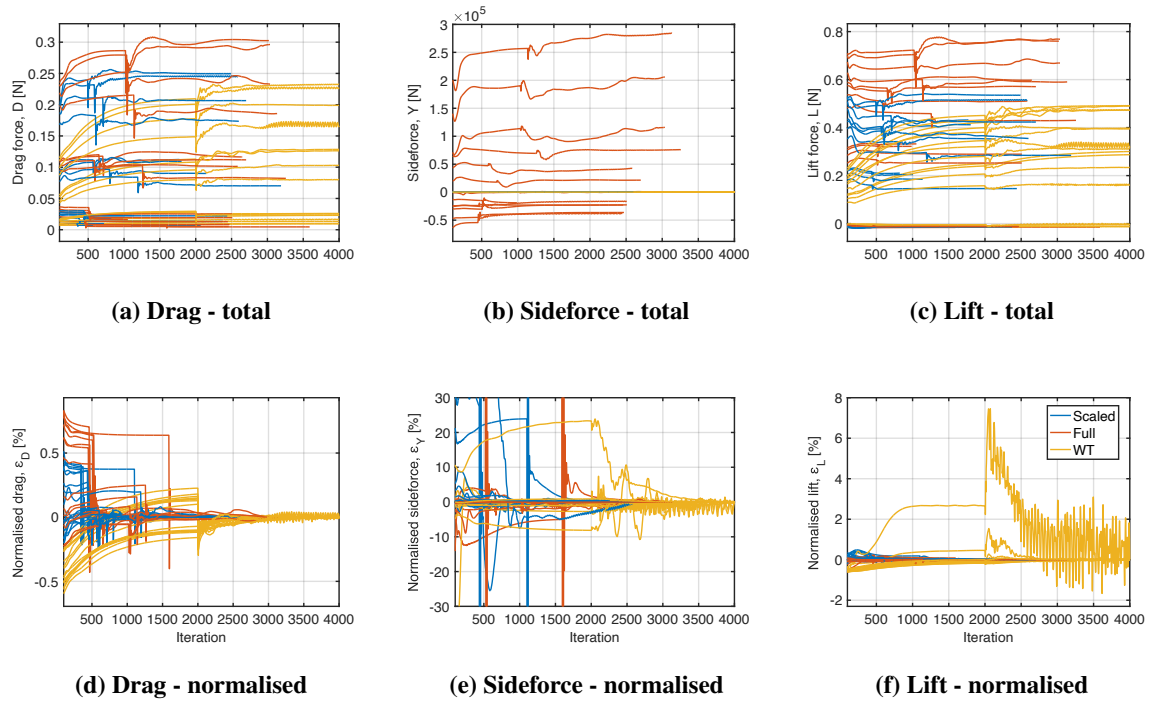 0.3
0.25
0.2
0.15
0.1
0.05
0
Drag force, D [N]
500 1000 1500 2000 2500 3000 3500 4000
(a) Drag - total
×10⁵
3
2.5
2
1.5
1
0.5
0
-0.5
Sideforce, Y [N]
500 1000 1500 2000 2500 3000 3500 4000
(b) Sideforce - total
0.8
0.6
0.4
0.2
0
Lift force, L [N]
500 1000 1500 2000 2500 3000 3500 4000
(c) Lift - total
0.5
0
-0.5
Normalised drag, ε_D [%]
500 1000 1500 2000 2500 3000 3500 4000
Iteration
(d) Drag - normalised
30
20
10
0
-10
-20
-30
Normalised sideforce, ε_Y [%]
500 1000 1500 2000 2500 3000 3500 4000
Iteration
(e) Sideforce - normalised
8
6
4
2
0
-2
Normalised lift, ε_L [%]
Scaled
Full
WT
500 1000 1500 2000 2500 3000 3500 4000
Iteration
(f) Lift - normalised